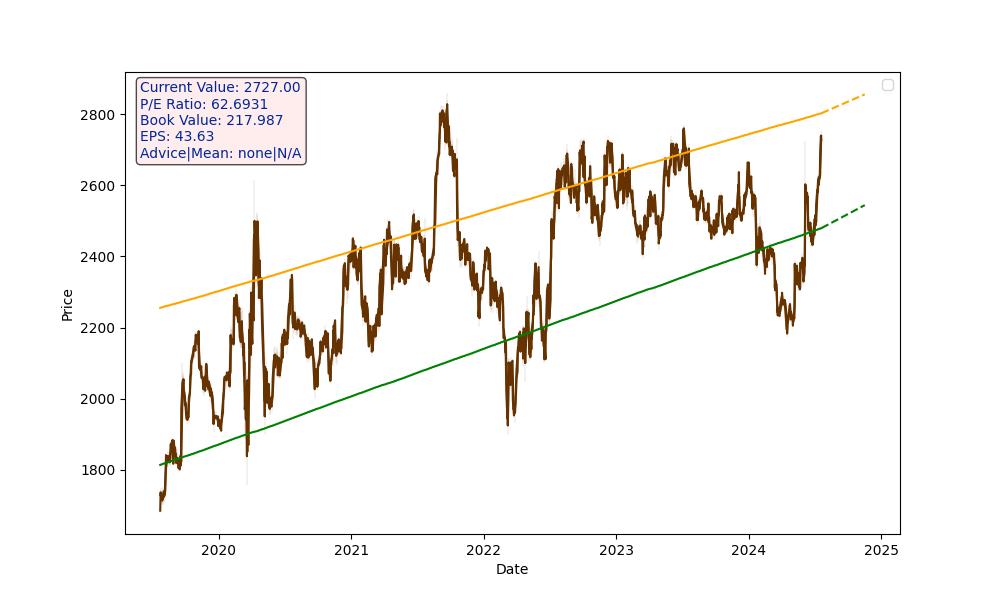 Current Value: 2727.00
P/E Ratio: 62.6931
Book Value: 217.987
EPS: 43.63
Advice|Mean: none|N/A
2800
2600
2400
2200
2000
1800
Price
2020
2021
2022
2023
2024
2025
Date